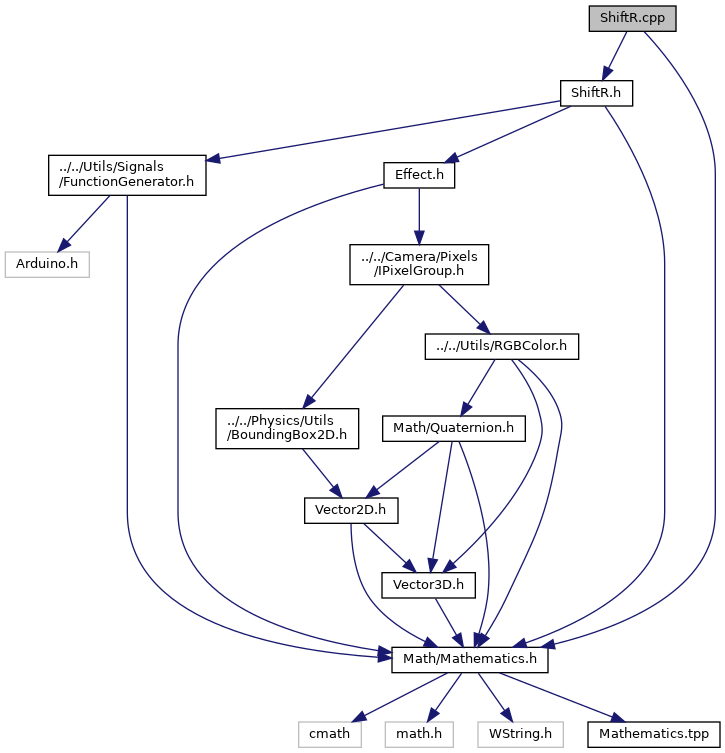 ShiftR.cpp
ShiftR.h
../../Utils/Signals
/FunctionGenerator.h
Effect.h
Arduino.h
../../Camera/Pixels
/IPixelGroup.h
../../Utils/RGBColor.h
../../Physics/Utils
/BoundingBox2D.h
Math/Quaternion.h
Vector2D.h
Vector3D.h
Math/Mathematics.h
cmath
math.h
WString.h
Mathematics.tpp